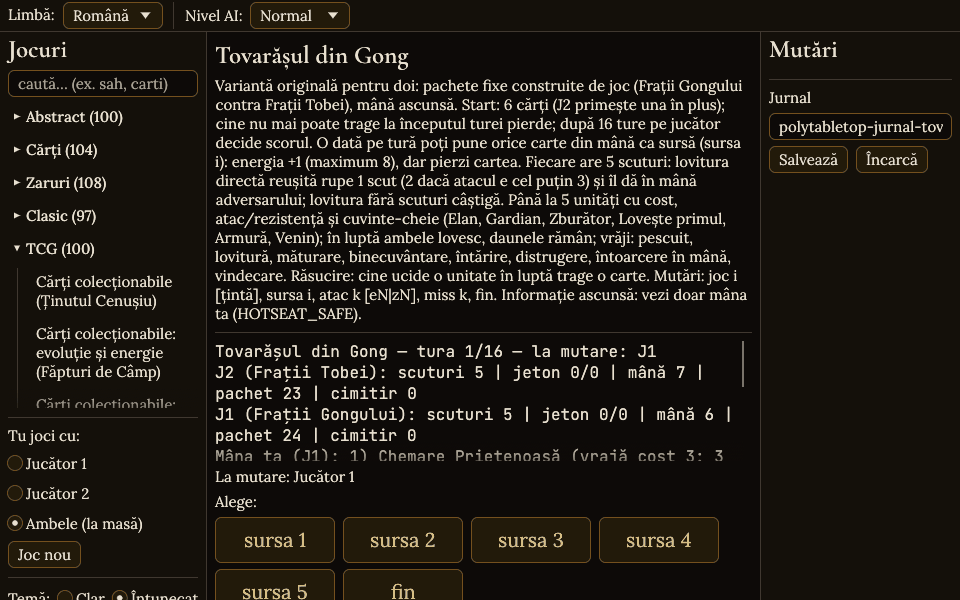 Limbă: Română ▼ Nivel AI: Normal ▼
Jocuri
caută... (ex. sah, carti)
▸ Abstract (100)
▸ Cărți (104)
▸ Zaruri (108)
▸ Clasic (97)
▾ TCG (100)
Cărți colecționabile
(Ținutul Cenușiu)
Cărți colecționabile:
evoluție și energie
(Făpturi de Câmp)
Cărți colecționabile:
Tu joci cu:
Jucător 1
Jucător 2
Ambele (la masă)
Joc nou
Temă: Clar Întunecat
Tovarășul din Gong
Variantă originală pentru doi: pachete fixe construite de joc (Frații Gongului
contra Frații Tobei), mână ascunsă. Start: 6 cărți (J2 primește una în plus);
cine nu mai poate trage la începutul turei pierde; după 16 ture pe jucător
decide scorul. O dată pe tură poți pune orice carte din mână ca sursă (sursa
i): energia +1 (maximum 8), dar pierzi cartea. Fiecare are 5 scuturi: lovitura
directă reușită rupe 1 scut (2 dacă atacul e cel puțin 3) și îl dă în mână
adversarului; lovitura fără scuturi câștigă. Până la 5 unități cu cost,
atac/rezistență și cuvinte-cheie (Elan, Gardian, Zburător, Lovește primul,
Armură, Venin); în luptă ambele lovesc, daunele rămân; vrăji: pescuit,
lovitură, măturare, binecuvântare, întărire, distrugere, întoarcere în mână,
vindecare. Răsucire: cine ucide o unitate în luptă trage o carte. Mutări: joc i
[țintă], sursa i, atac k [eN|zN], miss k, fin. Informație ascunsă: vezi doar mâna
ta (HOTSEAT_SAFE).
Tovarășul din Gong — tura 1/16 — la mutare: J1
J2 (Frații Tobei): scuturi 5 | jeton 0/0 | mână 7 |
pachet 23 | cimitir 0
J1 (Frații Gongului): scuturi 5 | jeton 0/0 | mână 6 |
pachet 24 | cimitir 0
Mâna ta (J1): 1) Chemare Prietenoasă (vrajă cost 3: 3
La mutare: Jucător 1
Alege:
sursa 1 sursa 2 sursa 3 sursa 4
sursa 5 fin
Mutări
Jurnal
polytabletop-jurnal-tov
Salvează Încarcă